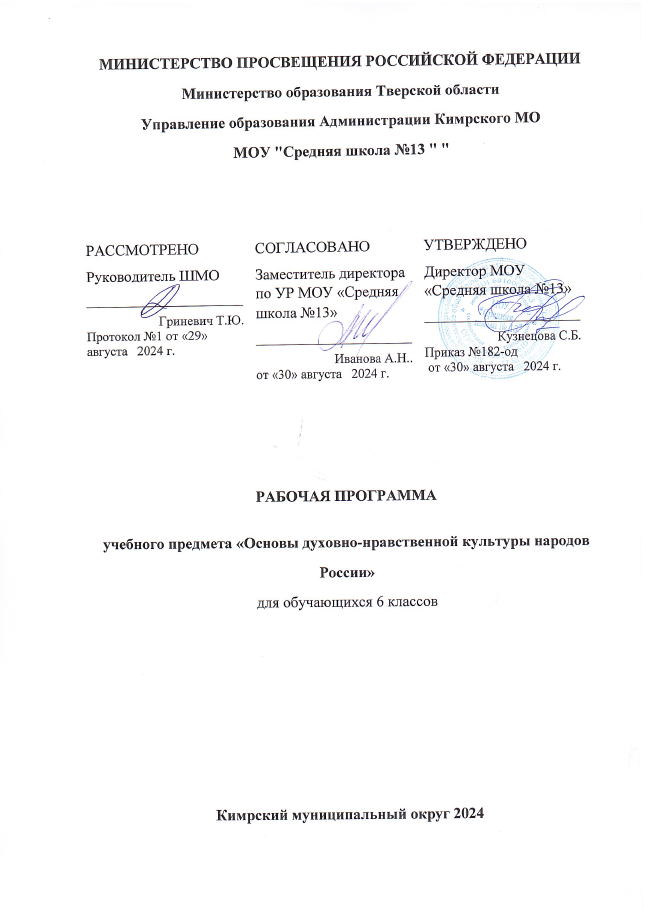 МИНИСТЕРСТВО ПРОСВЕЩЕНИЯ РОССИЙСКОЙ ФЕДЕРАЦИИ
Министерство образования Тверской области
Управление образования Администрации Кимрского МО
МОУ "Средняя школа №13 " "
РАССМОТРЕНО
Руководитель ШМО
Гриневич Т.Ю.
Протокол №1 от «29»
августа 2024 г.
СОГЛАСОВАНО
Заместитель директора
по УР МОУ «Средняя
школа №13»
Иванова А.Н..
от «30» августа 2024 г.
УТВЕРЖДЕНО
Директор МОУ
«Средняя школа №13»
Кузнецова С.Б.
Приказ №182-од
от «30» августа 2024 г.
РАБОЧАЯ ПРОГРАММА
учебного предмета «Основы духовно-нравственной культуры народов
России»
для обучающихся 6 классов
Кимрский муниципальный округ 2024